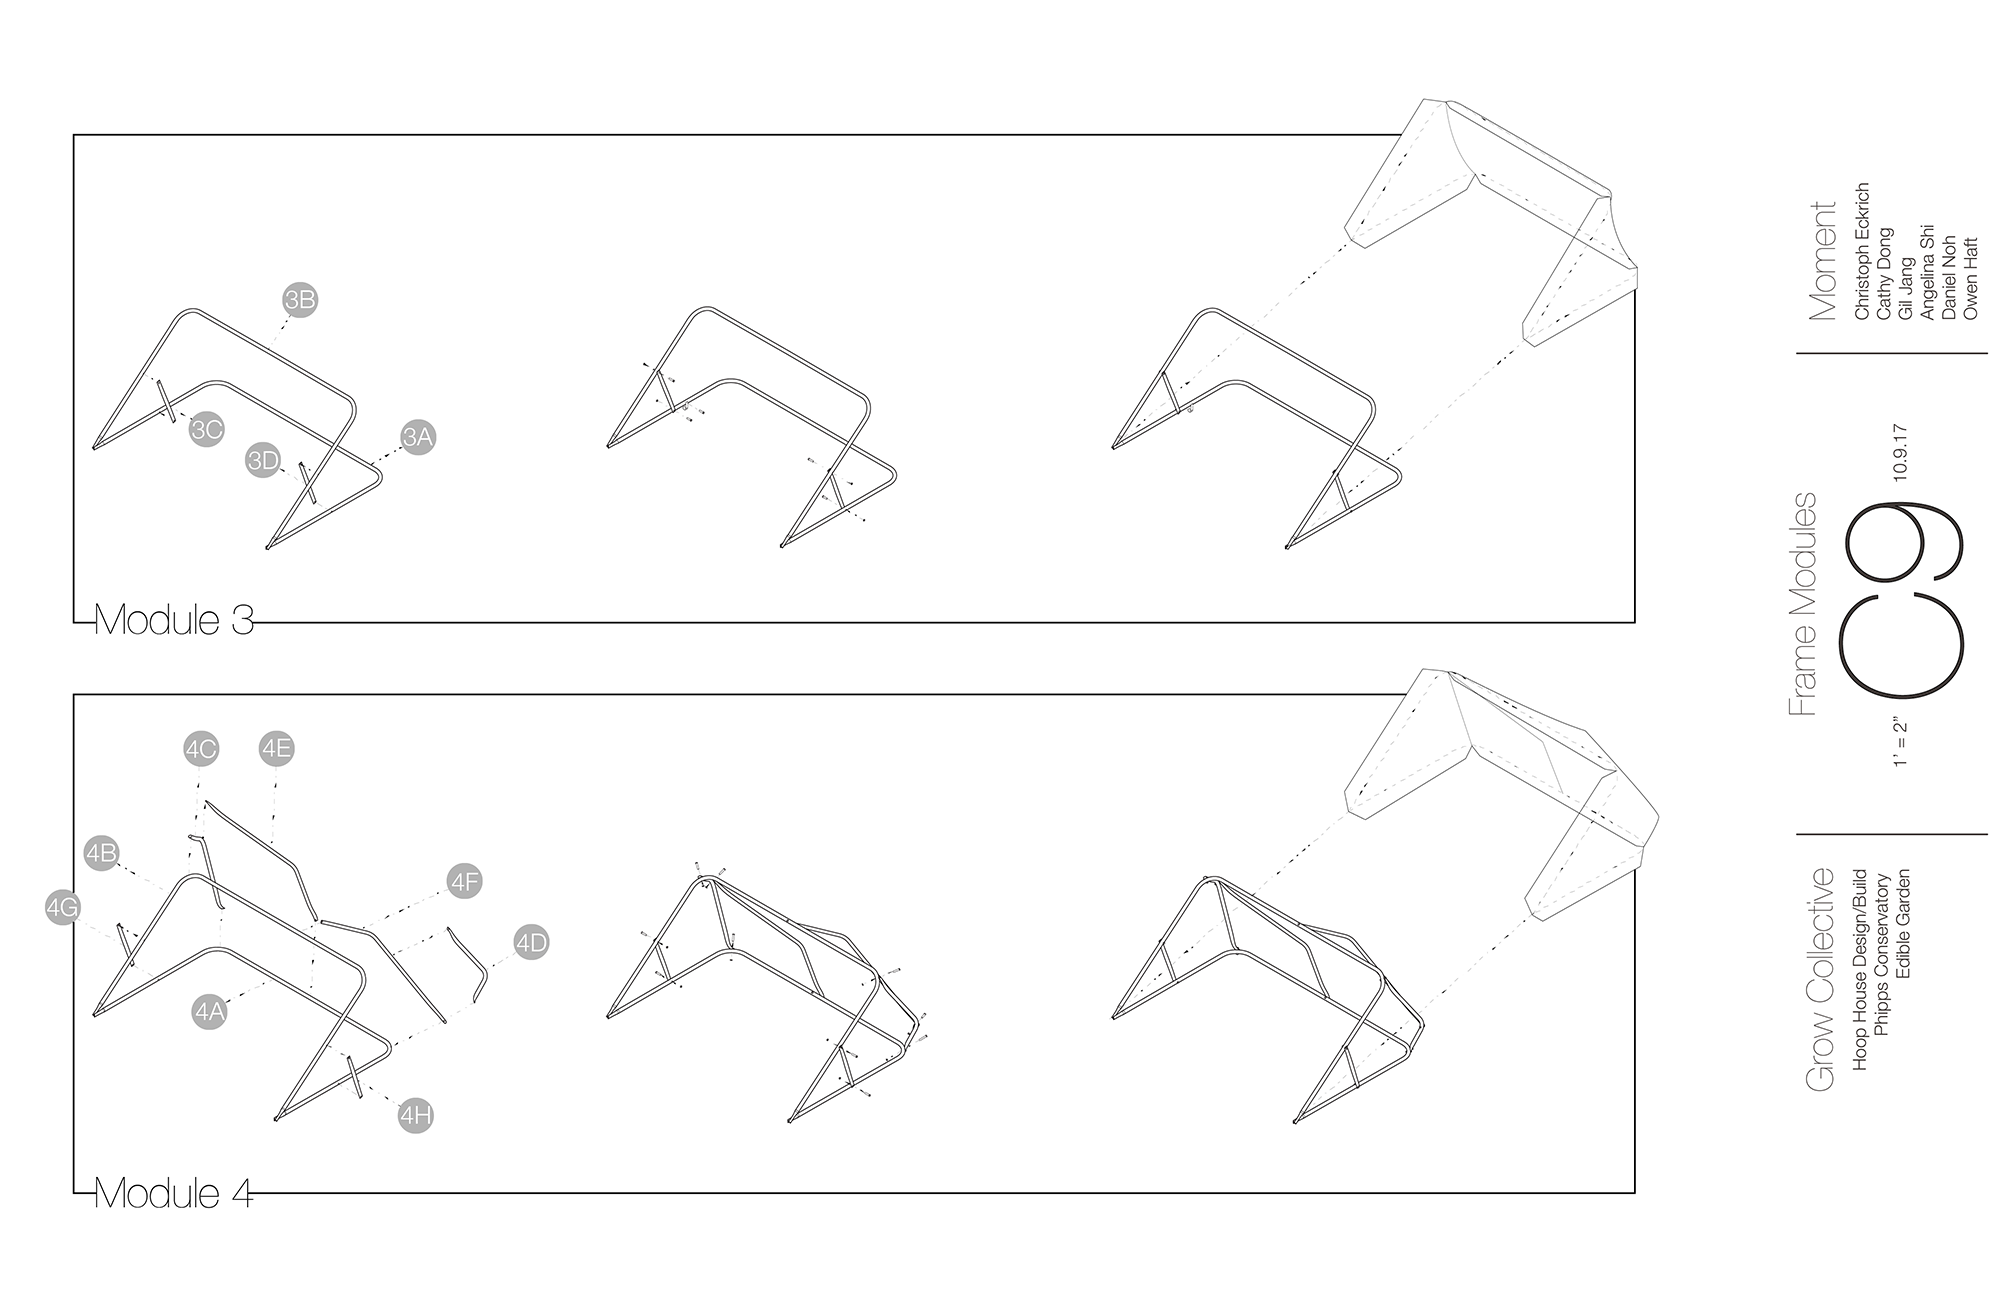 3B
3C
3A
3D
Module 3
4C
4E
4B
4F
4G
4D
4A
4H
Module 4
Moment
Christoph Eckrich
Cathy Dong
Gil Jang
Angelina Shi
Daniel Noh
Owen Haft
Frame Modules
1' = 2"
C9
10.9.17
Grow Collective
Hoop House Design/Build
Phipps Conservatory
Edible Garden